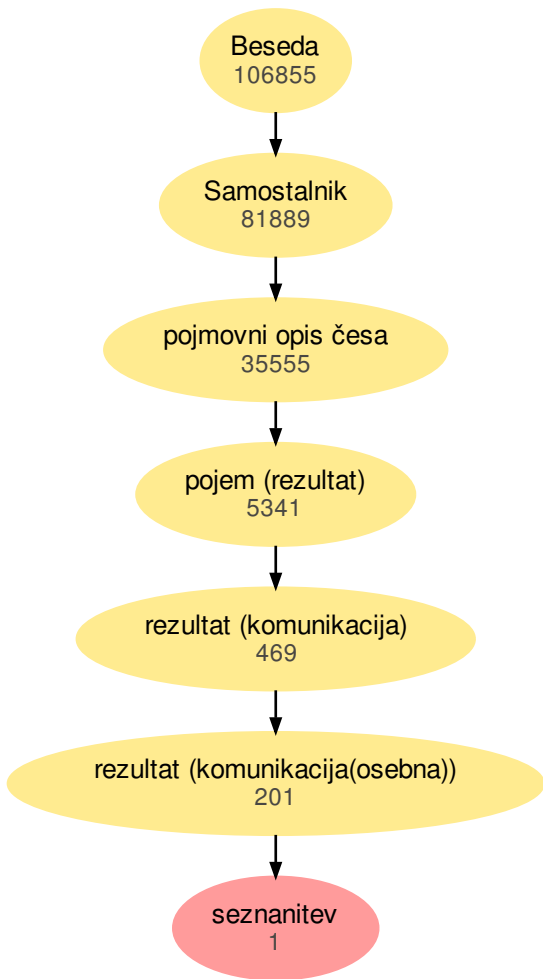 Beseda
106855
Samostalnik
81889
pojmovni opis česa
35555
pojem (rezultat)
5341
rezultat (komunikacija)
469
rezultat (komunikacija(osebna))
201
seznanitev
1